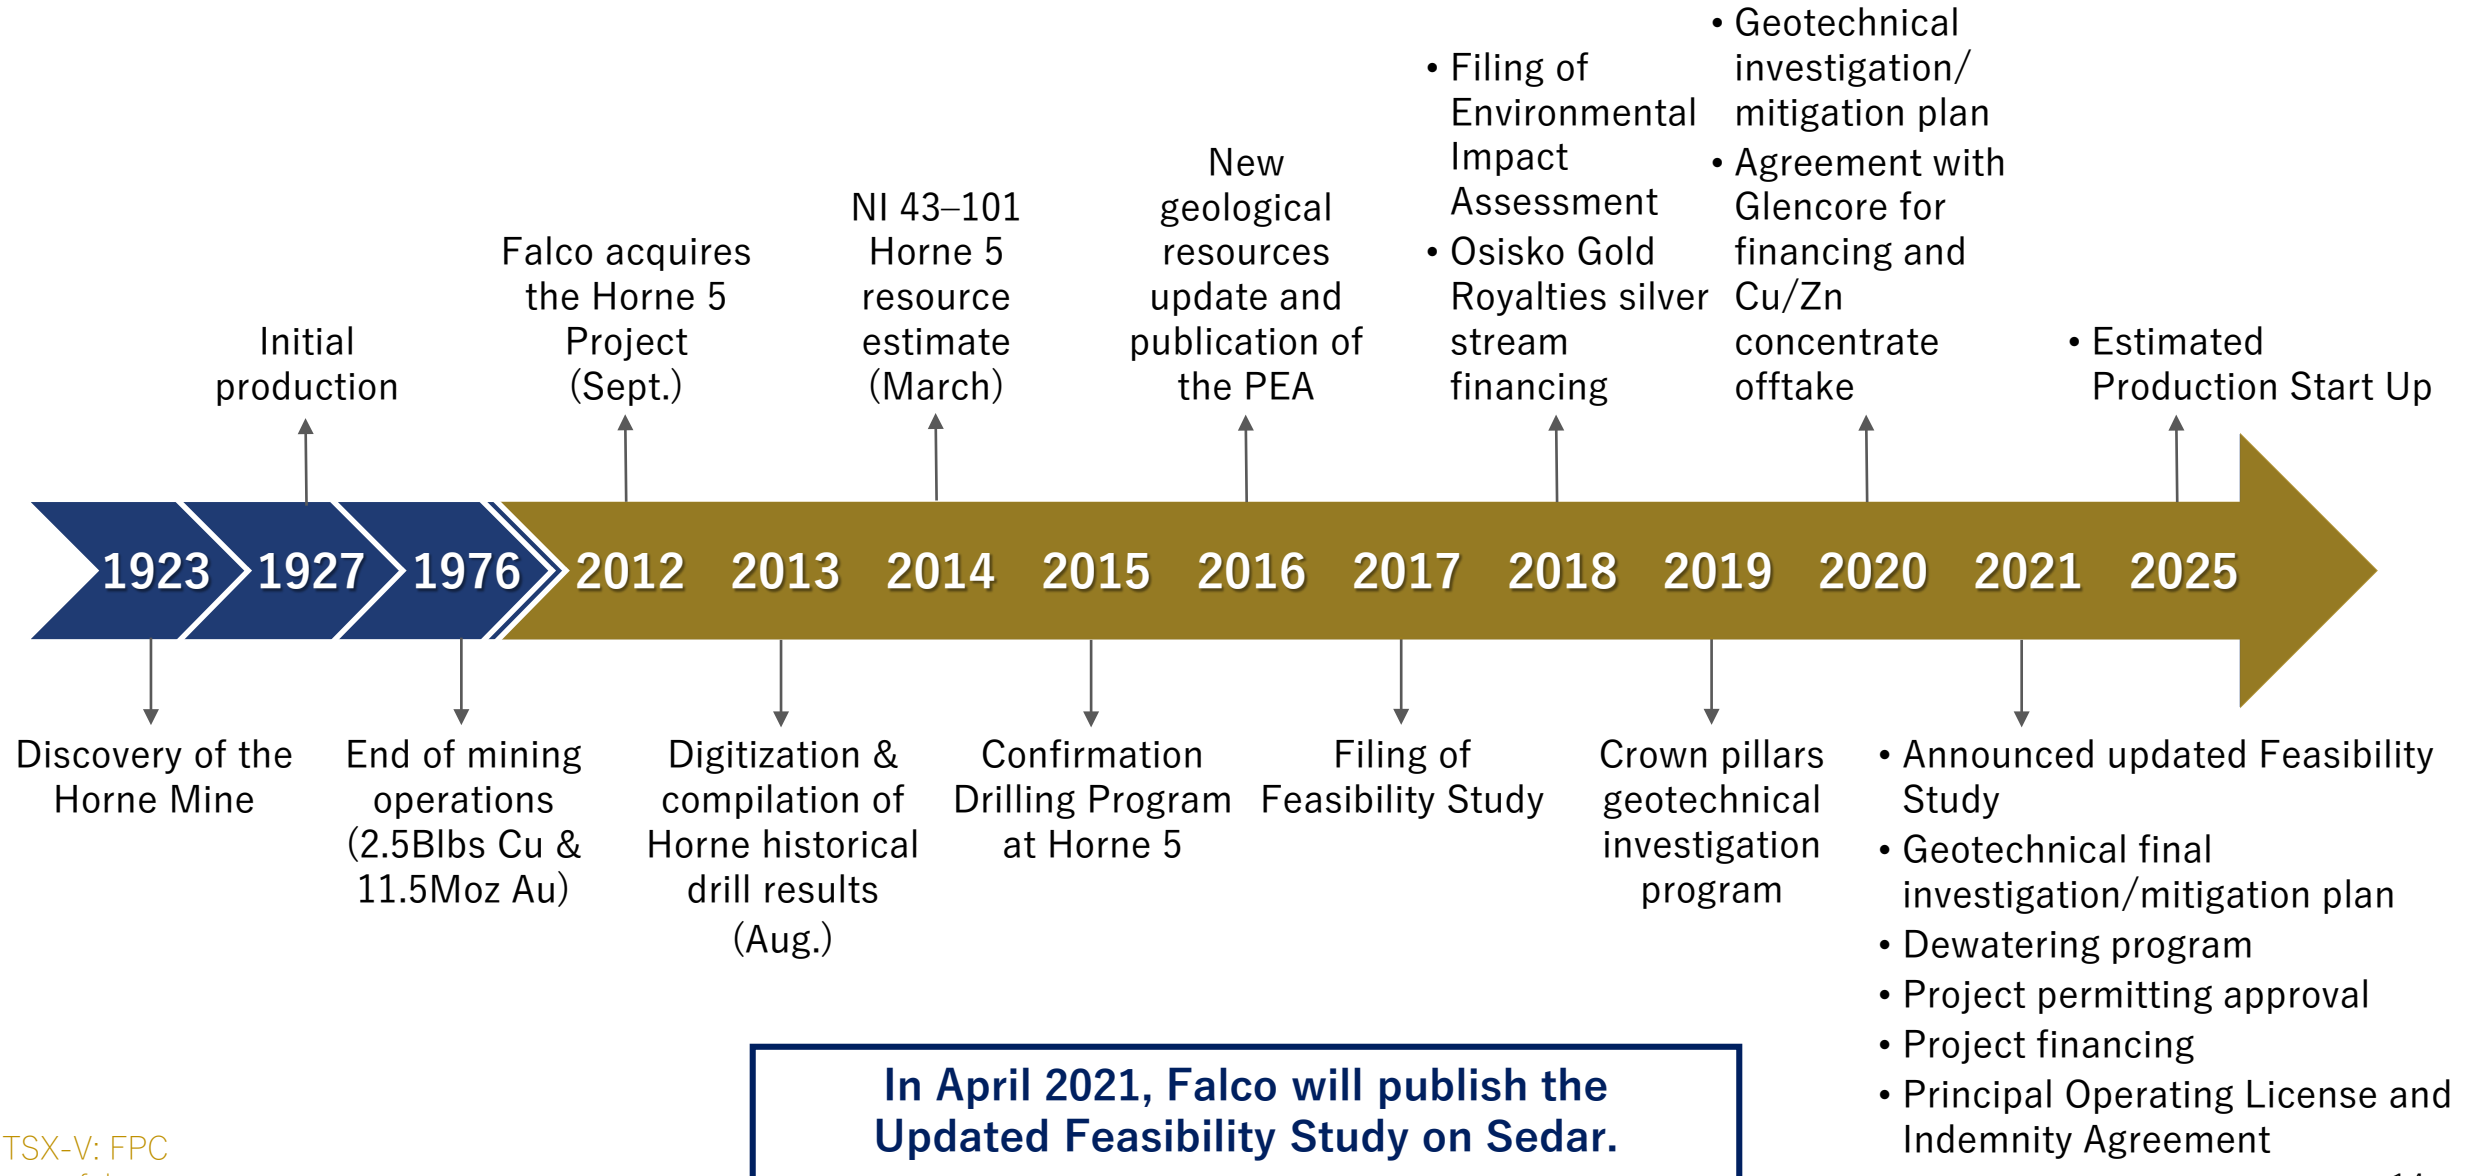 Initial
production
Falco acquires
the Horne 5
Project
(Sept.)
NI 43–101
Horne 5
resource
estimate
(March)
New
geological
resources
update and
publication of
the PEA
• Filing of
Environmental
Impact
Assessment
• Osisko Gold
Royalties silver
stream
financing
• Geotechnical
investigation/
mitigation plan
• Agreement with
Glencore for
financing and
Cu/Zn
concentrate
offtake
• Estimated
Production Start Up
1923 1927 1976 2012 2013 2014 2015 2016 2017 2018 2019 2020 2021 2025
Discovery of the
Horne Mine
End of mining
operations
(2.5Blbs Cu &
11.5Moz Au)
Digitization &
compilation of
Horne historical
drill results
(Aug.)
Confirmation
Drilling Program
at Horne 5
Filing of
Feasibility Study
Crown pillars
geotechnical
investigation
program
• Announced updated Feasibility
Study
• Geotechnical final
investigation/mitigation plan
• Dewatering program
• Project permitting approval
• Project financing
• Principal Operating License and
Indemnity Agreement
In April 2021, Falco will publish the
Updated Feasibility Study on Sedar.
TSX-V: FPC